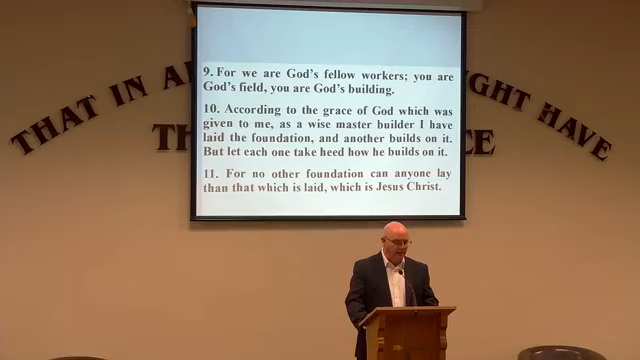 THAT IN A
GHT HAVE
TH
CE
9. For we are God's fellow workers; you are
God's field, you are God's building.
10. According to the grace of God which was
given to me, as a wise master builder I have
laid the foundation, and another builds on it.
But let each one take heed how he builds on it.
11. For no other foundation can anyone lay
than that which is laid, which is Jesus Christ.